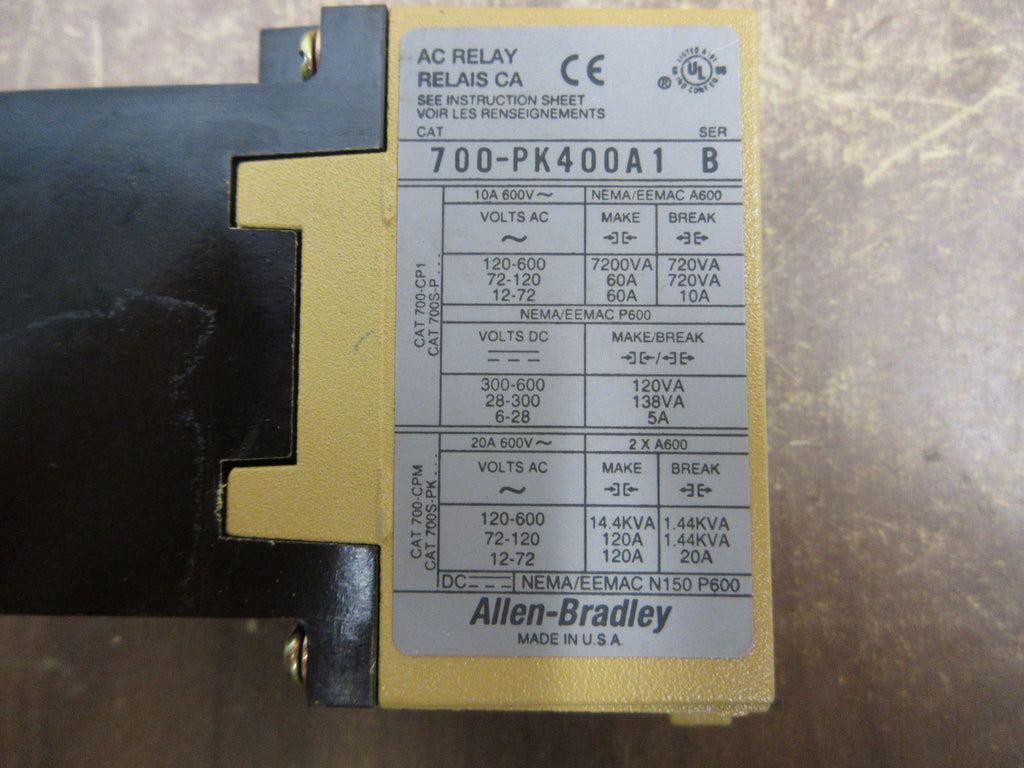 AC RELAY
RELAIS CA
CE
SEE INSTRUCTION SHEET
VOIR LES RENSEIGNEMENTS
LISTED
UL
IND CONT EQ
®
CAT SER
700-PK400A1 B
10A 600V~ NEMA/EEMAC A600
VOLTS AC MAKE BREAK
~
120-600 7200VA 720VA
72-120 60A 720VA
12-72 60A 10A
CAT 700-CP1
CAT 700S-P...
NEMA/EEMAC P600
VOLTS DC MAKE/BREAK
/
300-600 120VA
28-300 138VA
6-28 5A
20A 600V~ 2 X A600
VOLTS AC MAKE BREAK
~
120-600 14.4KVA 1.44KVA
72-120 120A 1.44KVA
12-72 120A 20A
CAT 700-CPM
CAT 700S-PK...
DC NEMA/EEMAC N150 P600
Allen-Bradley
MADE IN U.S.A.